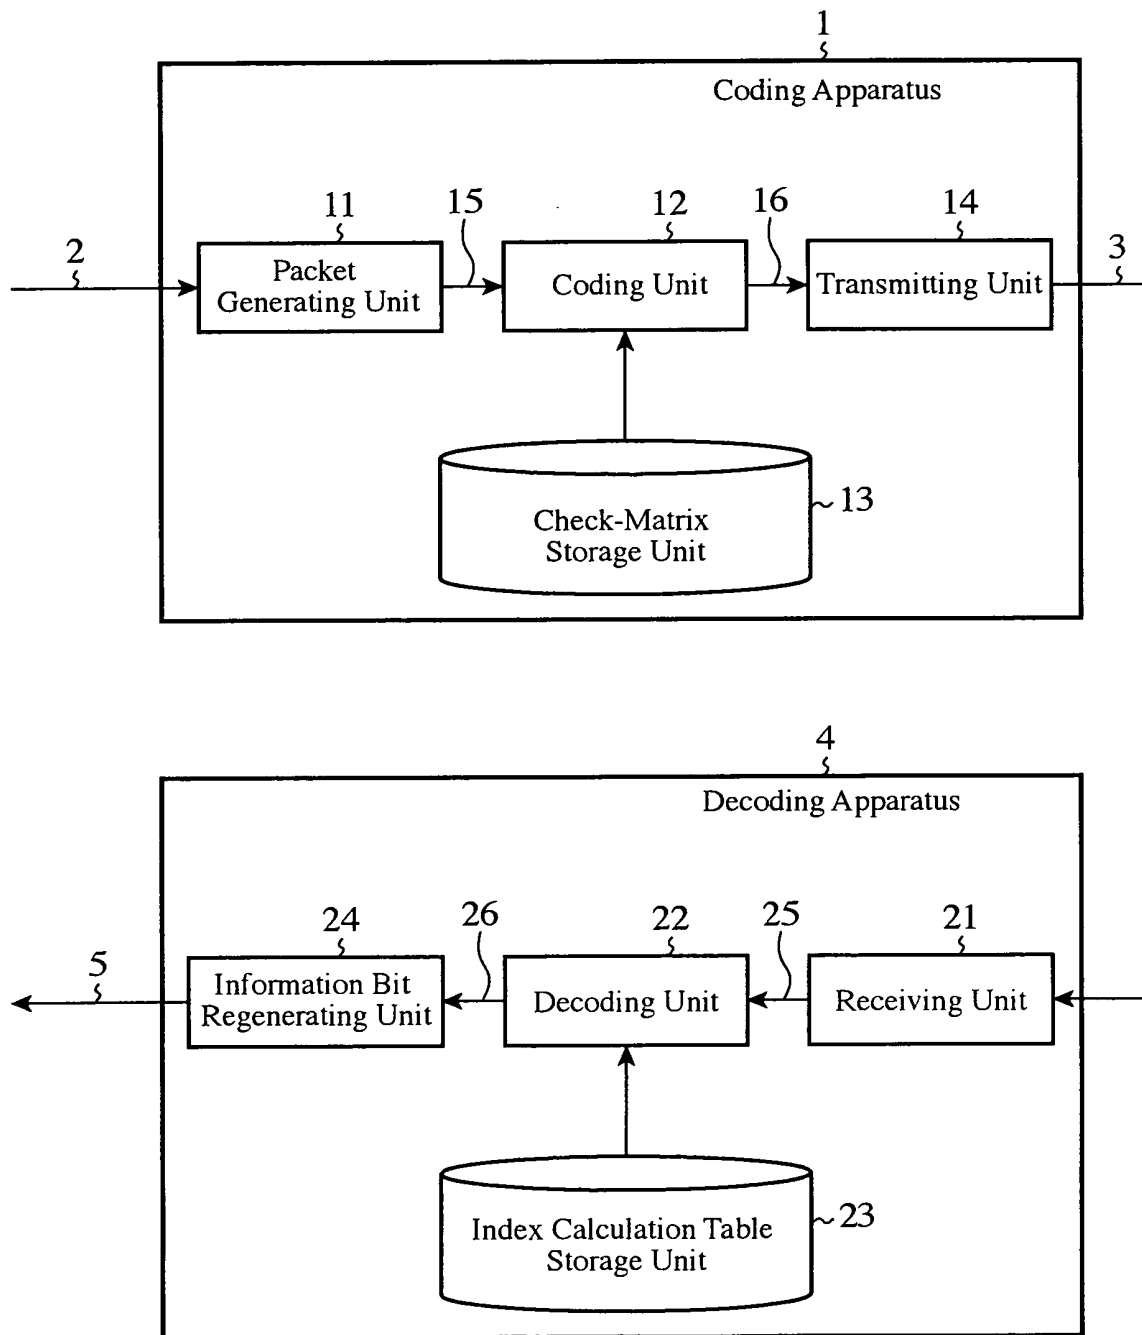 1
Coding Apparatus
11
15
12
16
14
2
3
Packet
Generating Unit
Coding Unit
Transmitting Unit
Check-Matrix
Storage Unit
13
4
Decoding Apparatus
24
26
22
25
21
5
Information Bit
Regenerating Unit
Decoding Unit
Receiving Unit
Index Calculation Table
Storage Unit
23